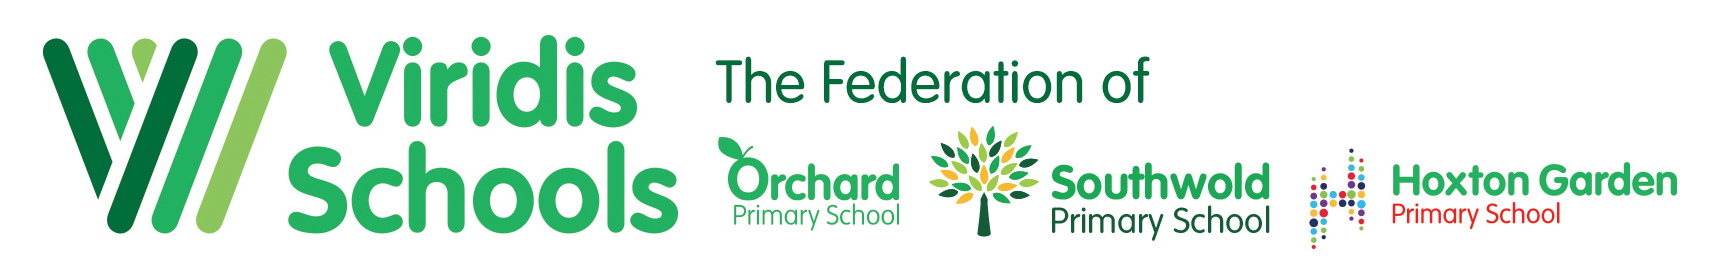 Viridis
Schools
The Federation of
Orchard
Primary School
Southwold
Primary School
Hoxton Garden
Primary School